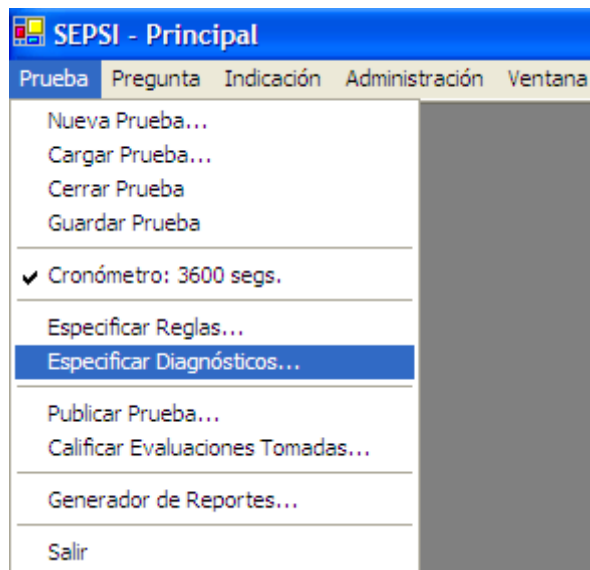 SEPSI - Principal
Prueba Pregunta Indicación Administración Ventana
Nueva Prueba...
Cargar Prueba...
Cerrar Prueba
Guardar Prueba
Cronómetro: 3600 segs.
Especificar Reglas...
Especificar Diagnósticos...
Publicar Prueba...
Calificar Evaluaciones Tomadas...
Generador de Reportes...
Salir